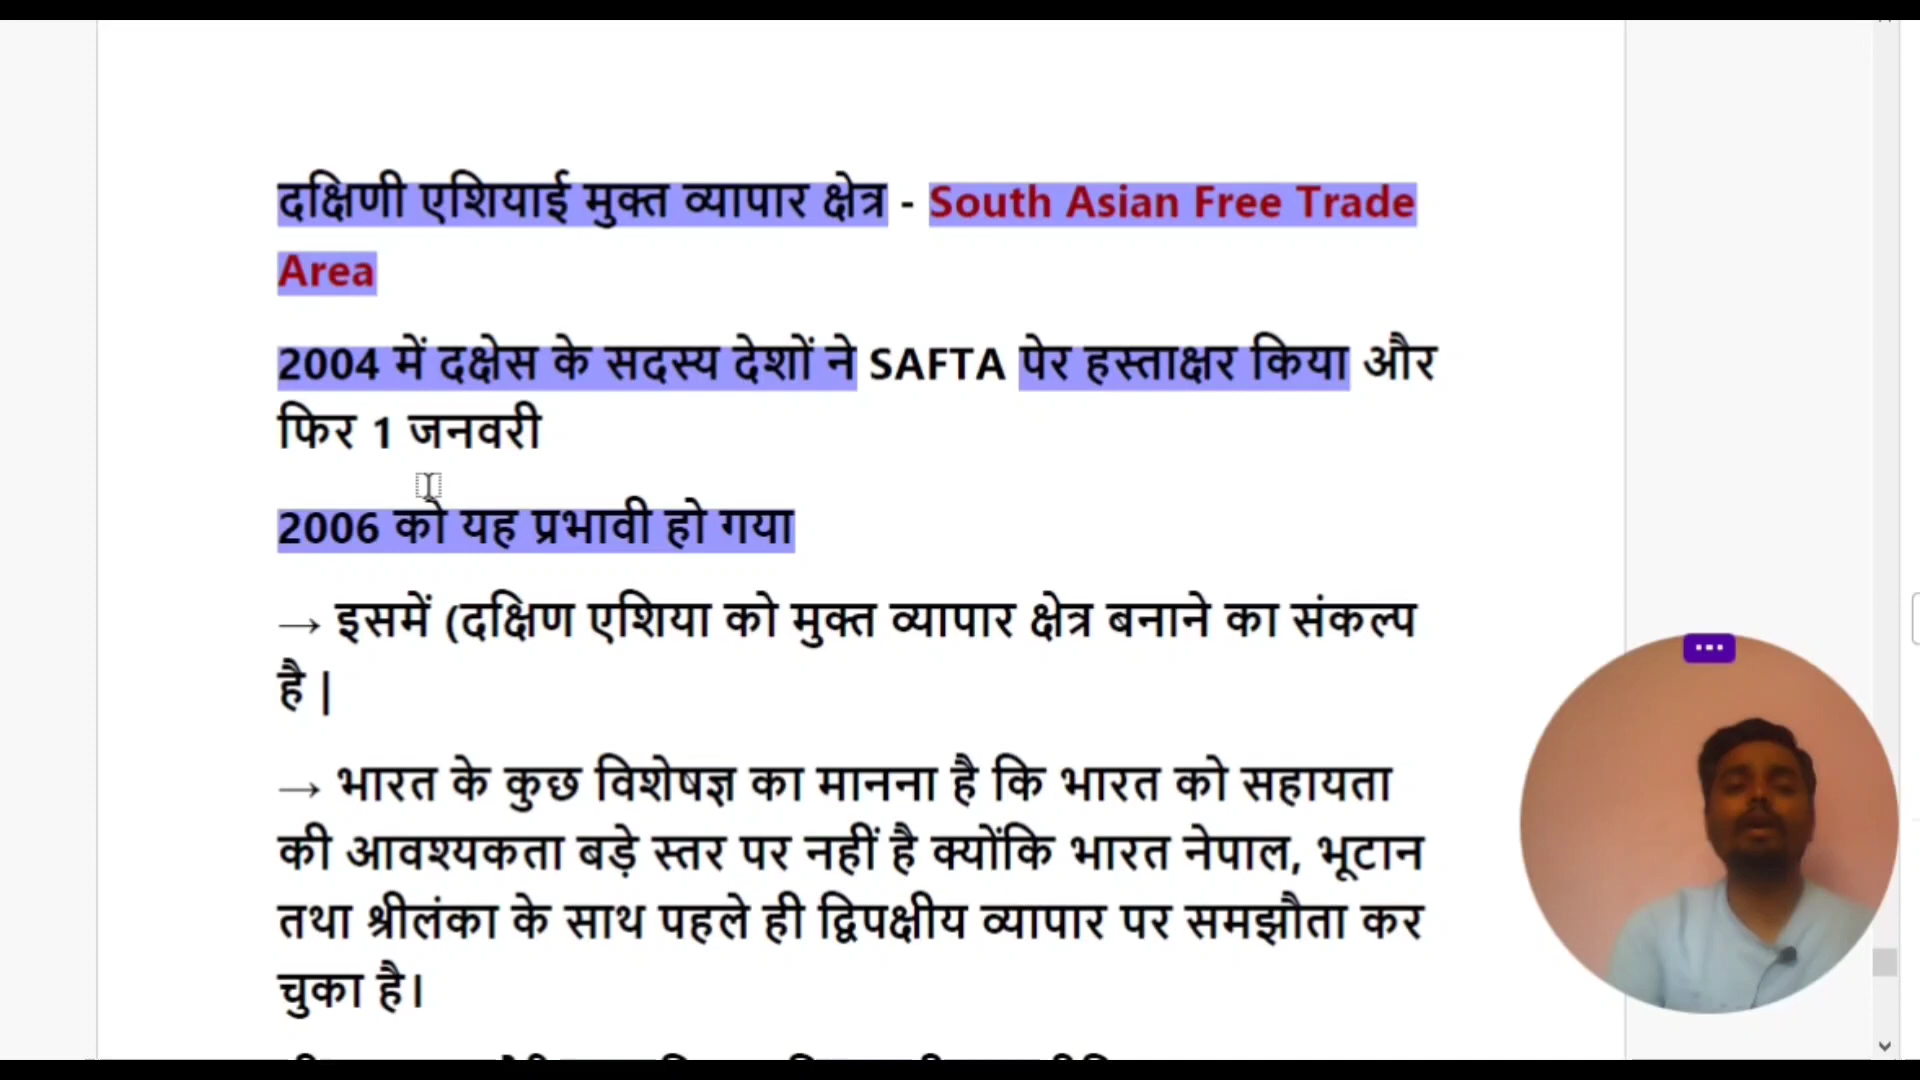 दक्षिणी एशियाई मुक्त व्यापार क्षेत्र - South Asian Free Trade
Area
2004 में दक्षेस के सदस्य देशों ने SAFTA पेर हस्ताक्षर किया और
फिर 1 जनवरी
2006 को यह प्रभावी हो गया
→ इसमें (दक्षिण एशिया को मुक्त व्यापार क्षेत्र बनाने का संकल्प
है |
→ भारत के कुछ विशेषज्ञ का मानना है कि भारत को सहायता
की आवश्यकता बड़े स्तर पर नहीं है क्योंकि भारत नेपाल, भूटान
तथा श्रीलंका के साथ पहले ही द्विपक्षीय व्यापार पर समझौता कर
चुका है।